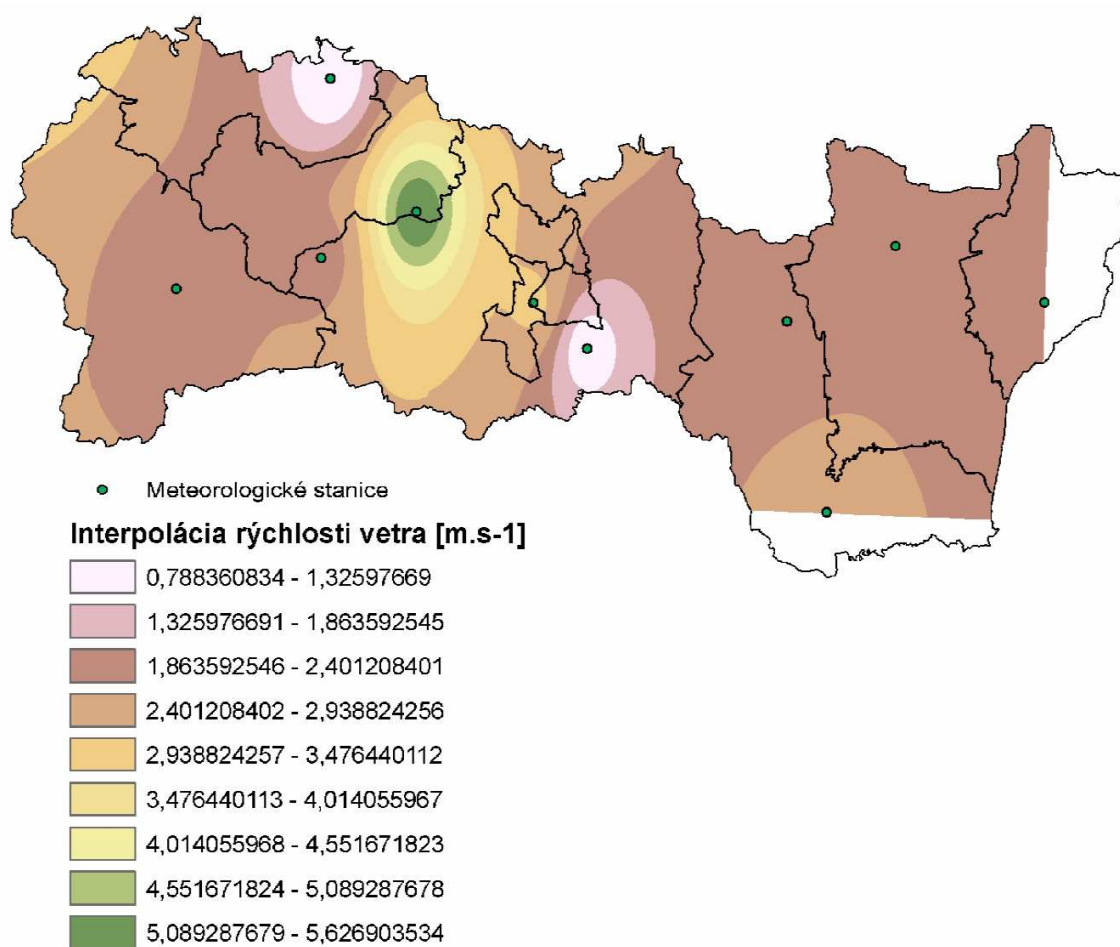 Meteorologické stanice
Interpolácia rýchlosti vetra [m.s-1]
0,788360834 - 1,32597669
1,325976691 - 1,863592545
1,863592546 - 2,401208401
2,401208402 - 2,938824256
2,938824257 - 3,476440112
3,476440113 - 4,014055967
4,014055968 - 4,551671823
4,551671824 - 5,089287678
5,089287679 - 5,626903534